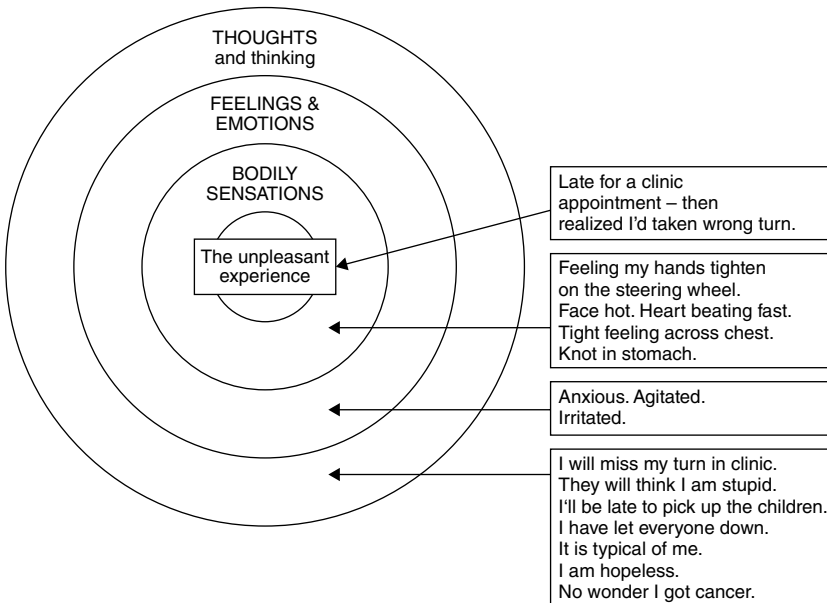 THOUGHTS
and thinking
FEELINGS &
EMOTIONS
BODILY
SENSATIONS
The unpleasant
experience
Late for a clinic
appointment – then
realized I'd taken wrong turn.
Feeling my hands tighten
on the steering wheel.
Face hot. Heart beating fast.
Tight feeling across chest.
Knot in stomach.
Anxious. Agitated.
Irritated.
I will miss my turn in clinic.
They will think I am stupid.
I'll be late to pick up the children.
I have let everyone down.
It is typical of me.
I am hopeless.
No wonder I got cancer.